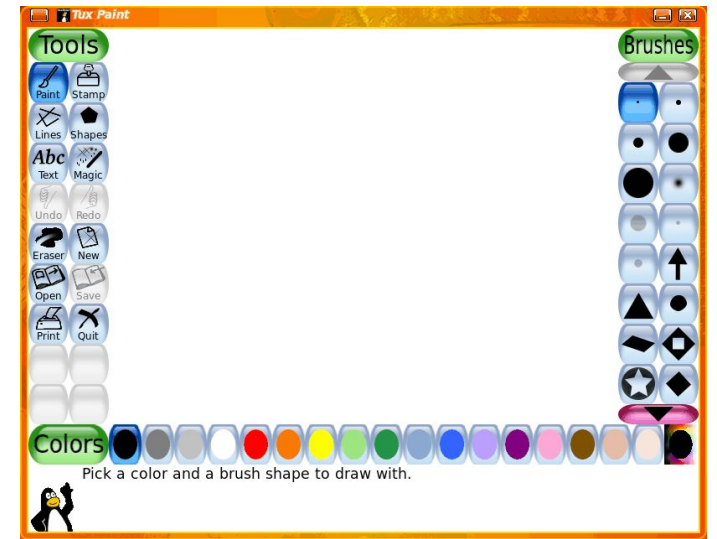 Tux Paint
Tools
Brushes
Paint Stamp
Lines Shapes
Abc
Text Magic
Undo Redo
Eraser New
Open Save
Print Quit
Colors
Pick a color and a brush shape to draw with.